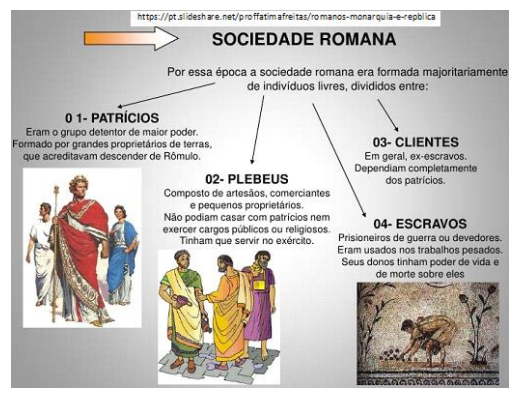 https://pt.slideshare.net/proffatimafreitas/romanos-monarquia-e-repblica
SOCIEDADE ROMANA
Por essa época a sociedade romana era formada majoritariamente
de indivíduos livres, divididos entre:
0 1- PATRÍCIOS
Eram o grupo detentor de maior poder.
Formado por grandes proprietários de terras,
que acreditavam descender de Rômulo.
02- PLEBEUS
Composto de artesãos, comerciantes
e pequenos proprietários.
Não podiam casar com patrícios nem
exercer cargos públicos ou religiosos.
Tinham que servir no exército.
03- CLIENTES
Em geral, ex-escravos.
Dependiam completamente
dos patrícios.
04- ESCRAVOS
Prisioneiros de guerra ou devedores.
Eram usados nos trabalhos pesados.
Seus donos tinham poder de vida e
de morte sobre eles